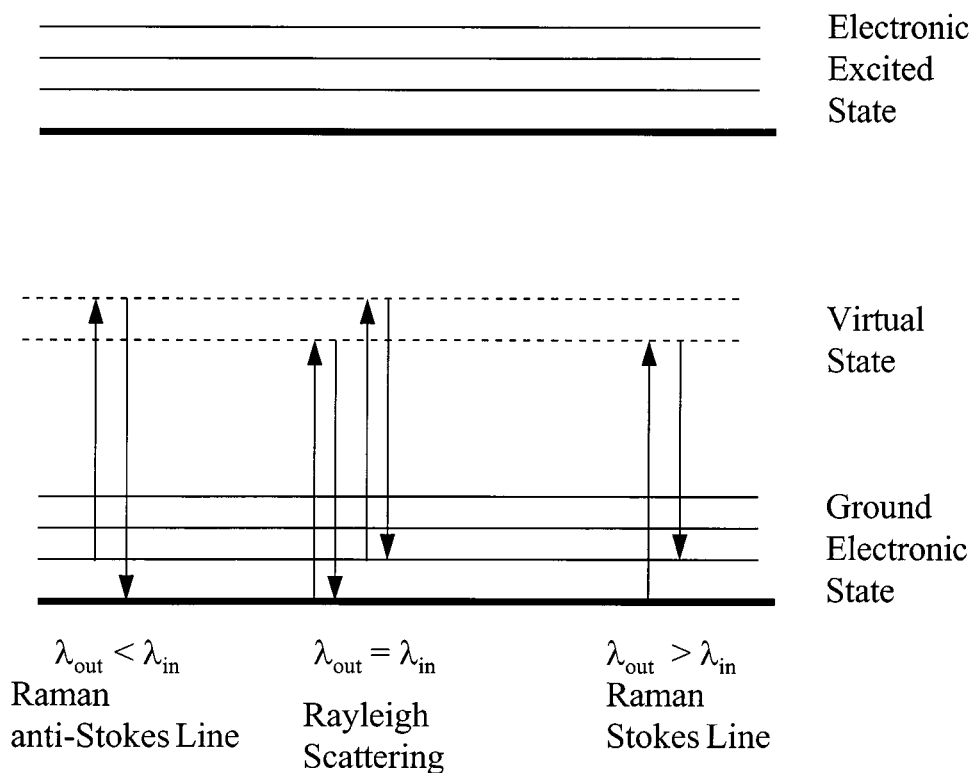 Electronic
Excited
State
Virtual
State
Ground
Electronic
State
λout < λin
Raman
anti-Stokes Line
λout = λin
Rayleigh
Scattering
λout > λin
Raman
Stokes Line